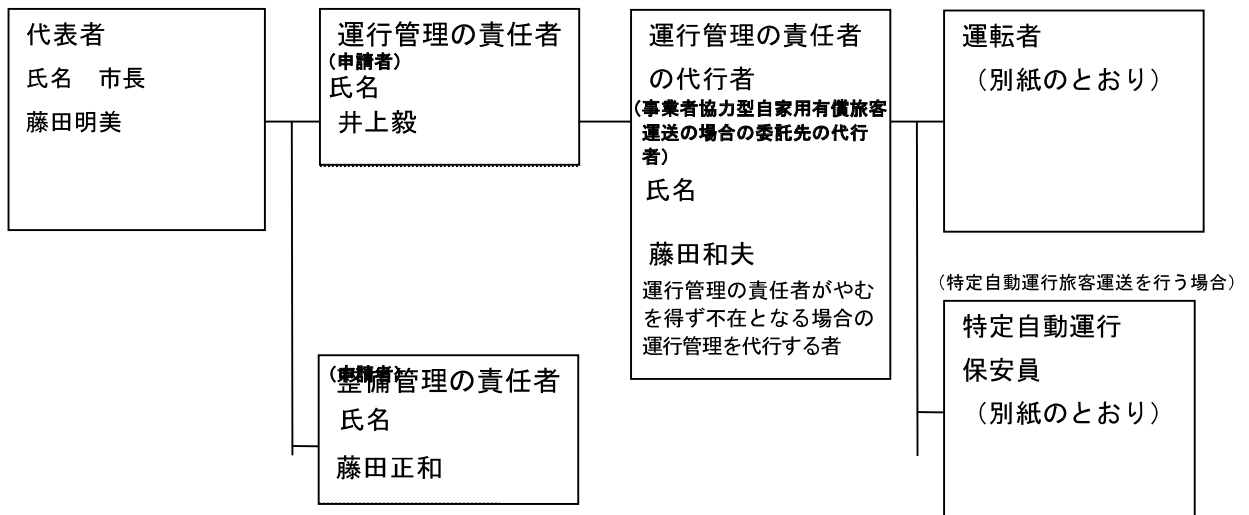 代表者
氏名　市長
藤田明美
運行管理の責任者
(申請者)
氏名
井上毅
運行管理の責任者
の代行者
(事業者協力型自家用有償旅客
運送の場合の委託先の代行
者)
氏名
藤田和夫
運行管理の責任者がやむ
を得ず不在となる場合の
運行管理を代行する者
運転者
（別紙のとおり）
（特定自動運行旅客運送を行う場合）
特定自動運行
保安員
（別紙のとおり）
(申請者)
整備管理の責任者
氏名
藤田正和